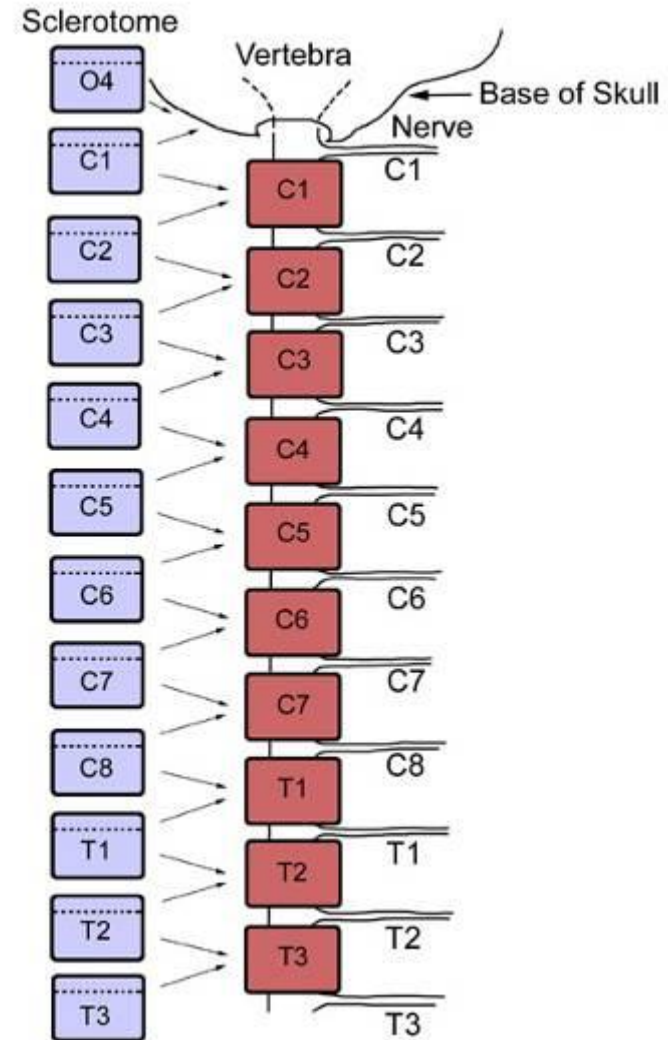 Sclerotome
Vertebra
Base of Skull
Nerve
O4
C1
C2
C3
C4
C5
C6
C7
C8
T1
T2
T3
C1
C2
C3
C4
C5
C6
C7
T1
T2
T3
C1
C2
C3
C4
C5
C6
C7
C8
T1
T2
T3